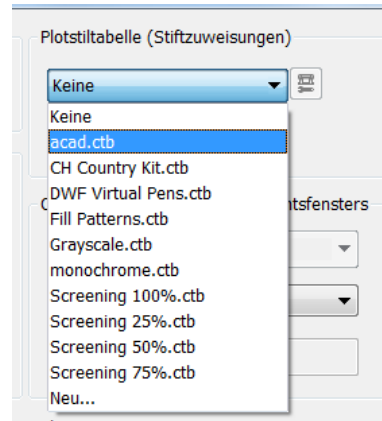 Plotstiltabelle (Stiftzuweisungen)
Keine
Keine
acad.ctb
CH Country Kit.ctb
DWF Virtual Pens.ctb
Fill Patterns.ctb
Grayscale.ctb
monochrome.ctb
Screening 100%.ctb
Screening 25%.ctb
Screening 50%.ctb
Screening 75%.ctb
Neu...